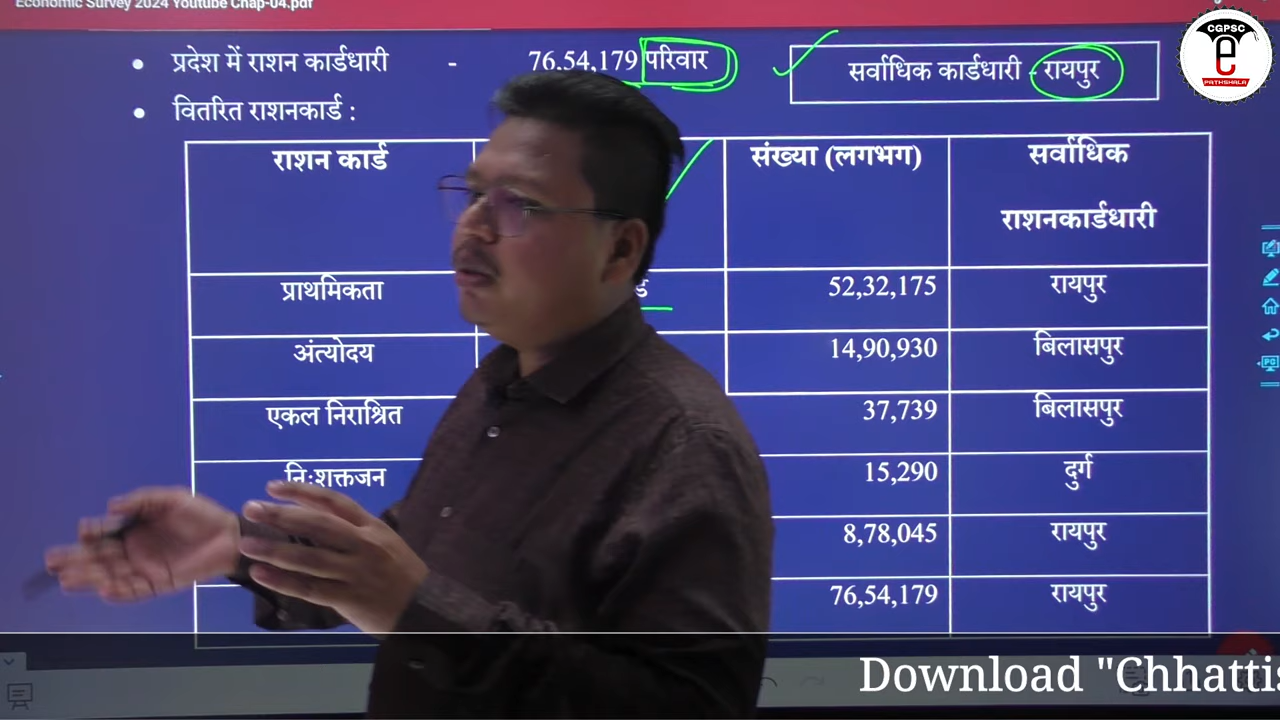 Economic Survey 2024 Youtube Chap-04.pdf
CGPSC
e
PATHSHALA
• प्रदेश में राशन कार्डधारी - 76,54,179 परिवार
सर्वाधिक कार्डधारी - रायपुर
• वितरित राशनकार्ड :
राशन कार्ड संख्या (लगभग) सर्वाधिक राशनकार्डधारी
प्राथमिकता 52,32,175 रायपुर
अंत्योदय 14,90,930 बिलासपुर
एकल निराश्रित 37,739 बिलासपुर
नि:शक्तजन 15,290 दुर्ग
8,78,045 रायपुर
76,54,179 रायपुर
Download "Chhattis